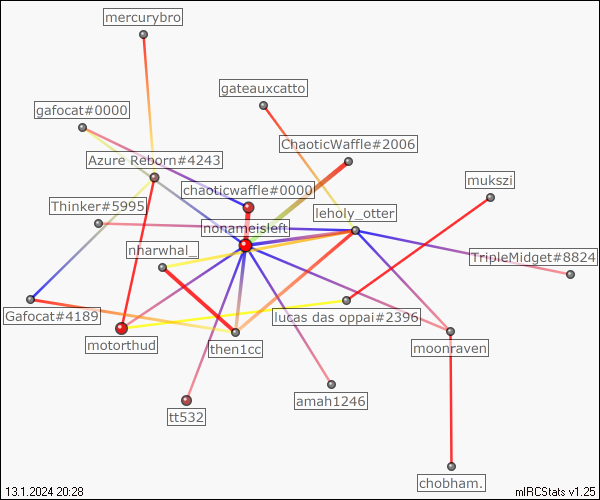 mercurybro
gateauxcatto
gafocat#0000
ChaoticWaffle#2006
Azure Reborn#4243
mukszi
chaoticwaffle#0000
Thinker#5995
leholy_otter
nonameisleft
nharwhal_
TripleMidget#8824
Gafocat#4189
lucas das oppai#2396
motorthud
then1cc
moonraven
amah1246
tt532
chobham.
13.1.2024 20:28
mIRCStats v1.25